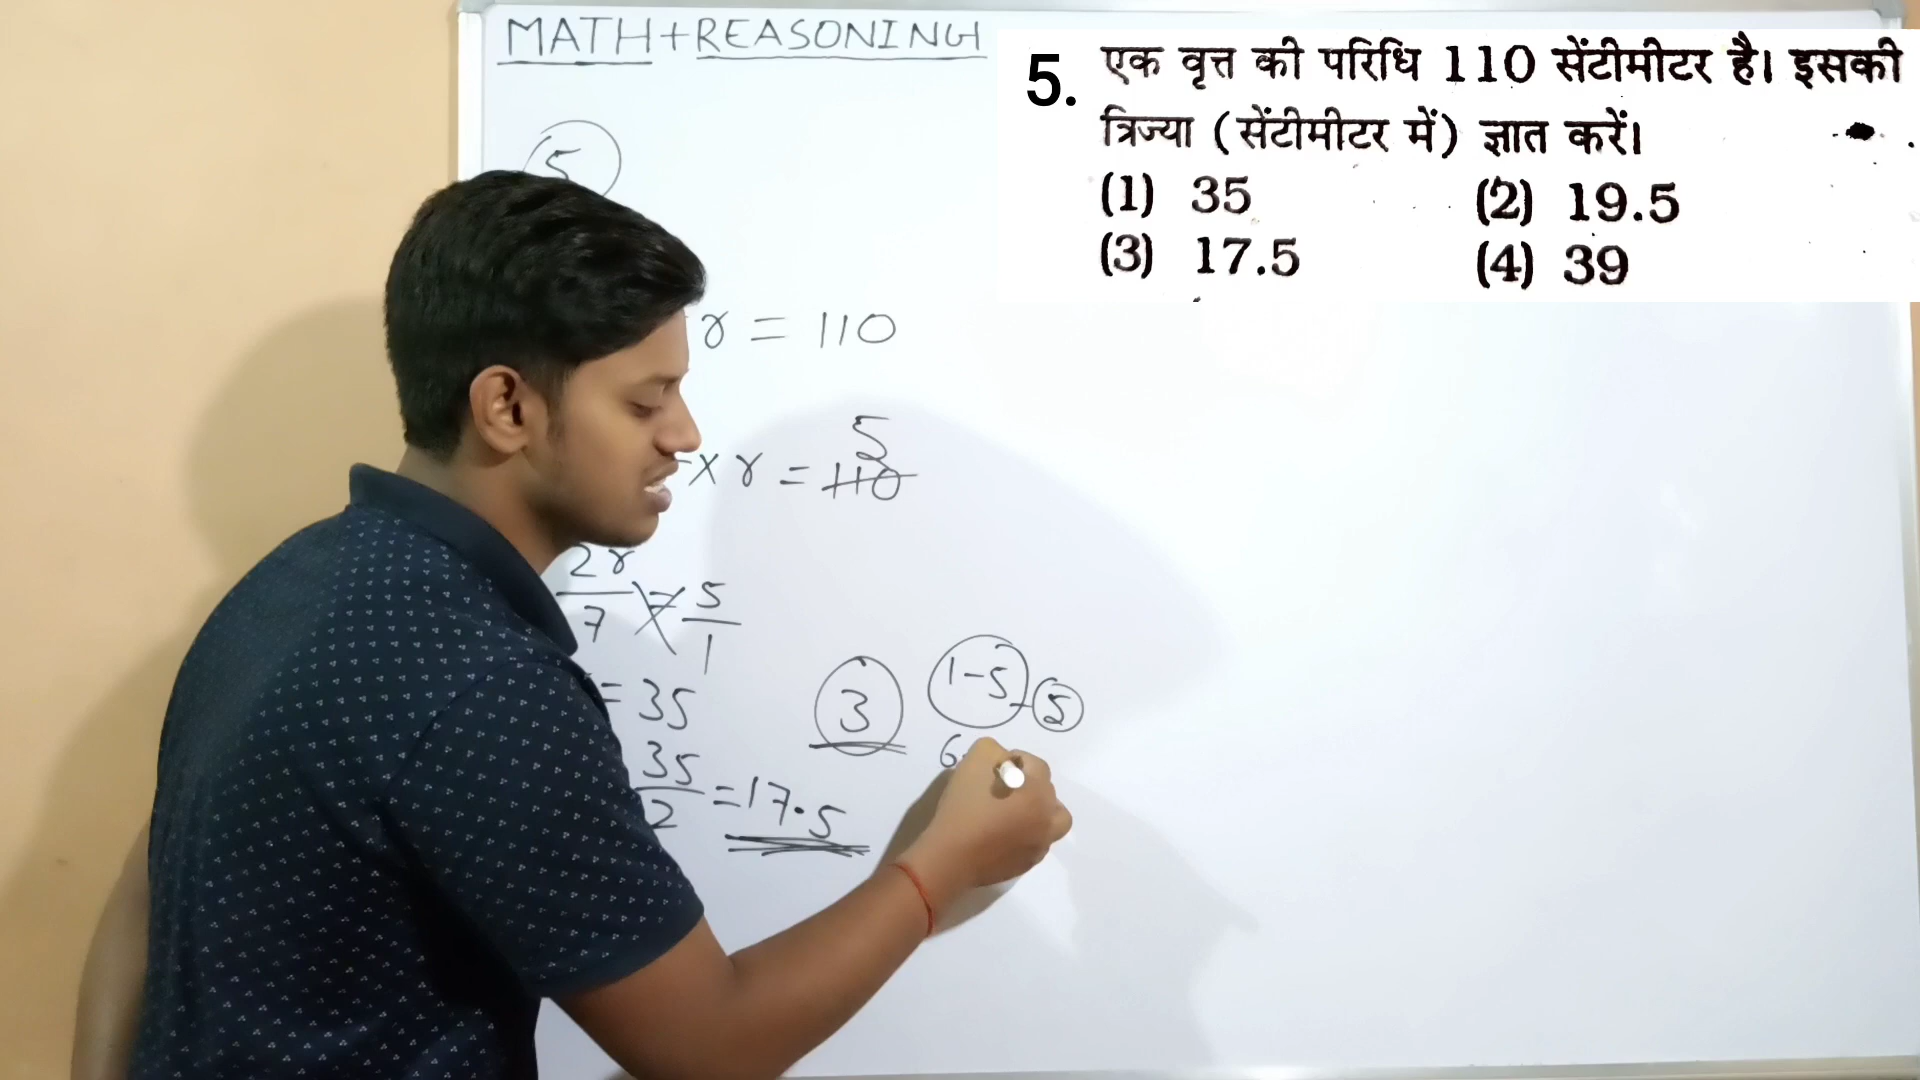 MATH+REASONING
5. एक वृत्त की परिधि 110 सेंटीमीटर है। इसकी
त्रिज्या (सेंटीमीटर में) ज्ञात करें।
(1) 35 (2) 19.5
(3) 17.5 (4) 39
5
r = 110
5
x r = 110
2r/7 = 5/1
= 35
35/2 = 17.5
3
1-5 - 5
6-